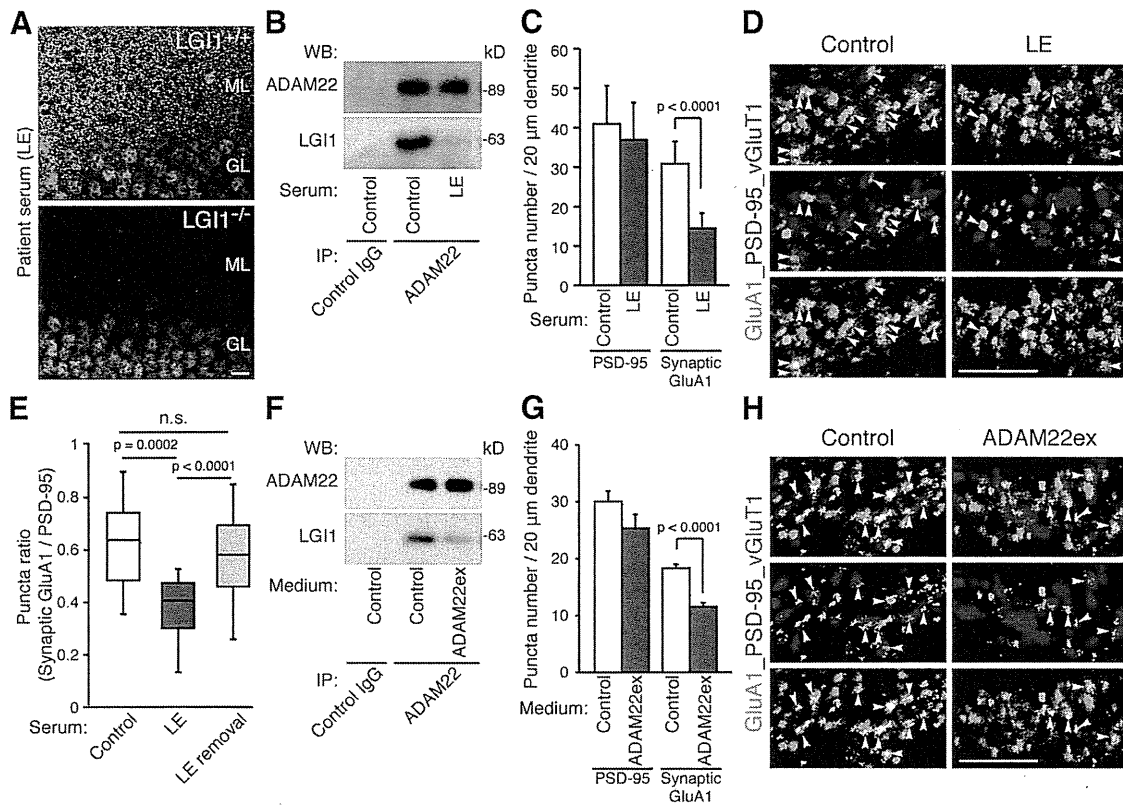 A
Patient serum (LE)
LGI1+/+
ML
GL
LGI1-/-
ML
GL
B
WB:
kD
ADAM22
-89
LGI1
-63
Serum:
Control
Control
LE
IP:
Control IgG
ADAM22
C
Puncta number / 20 µm dendrite
60
50
40
30
20
10
0
p < 0.0001
Serum:
Control
LE
Control
LE
PSD-95
Synaptic
GluA1
D
Control
LE
GluA1_PSD-95_vGluT1
E
Puncta ratio
(Synaptic GluA1 / PSD-95)
1
0.8
0.6
0.4
0.2
0
n.s.
p = 0.0002
p < 0.0001
Serum:
Control
LE
LE removal
F
WB:
kD
ADAM22
-89
LGI1
-63
Medium:
Control
Control
ADAM22ex
IP:
Control IgG
ADAM22
G
Puncta number / 20 µm dendrite
40
30
20
10
0
p < 0.0001
Medium:
Control
ADAM22ex
Control
ADAM22ex
PSD-95
Synaptic
GluA1
H
Control
ADAM22ex
GluA1_PSD-95_vGluT1